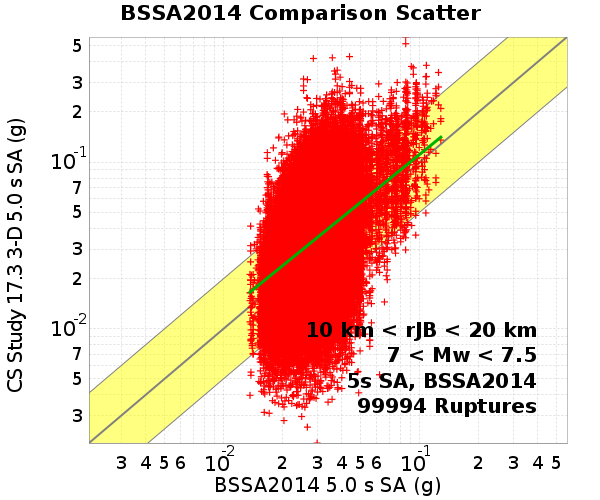 BSSA2014 Comparison Scatter
CS Study 17.3 3-D 5.0 s SA (g)
5
3
2
10-1
7
5
3
2
10-2
7
5
3
10 km < rJB < 20 km
7 < Mw < 7.5
5s SA, BSSA2014
99994 Ruptures
3 4 5 6 10-2 2 3 4 5 6 10-1 2 3 4 5
BSSA2014 5.0 s SA (g)